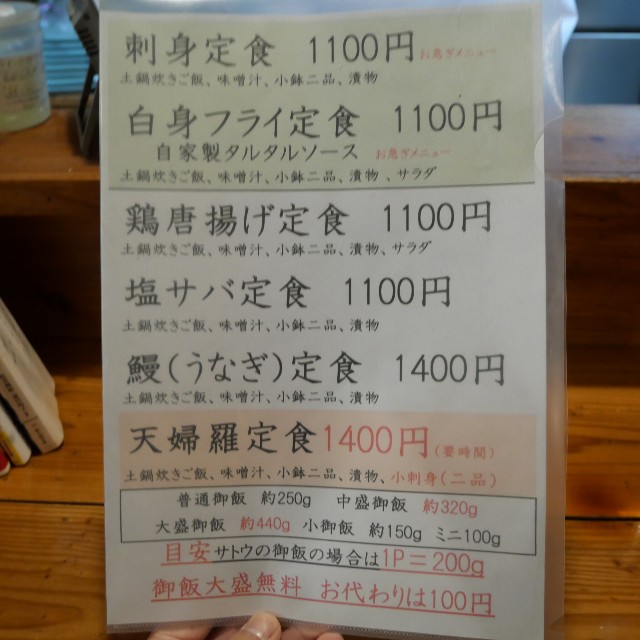 刺身定食 1100円 お急ぎメニュー
土鍋炊きご飯、味噌汁、小鉢二品、漬物
白身フライ定食 1100円
自家製タルタルソース お急ぎメニュー
土鍋炊きご飯、味噌汁、小鉢二品、漬物、サラダ
鶏唐揚げ定食 1100円
土鍋炊きご飯、味噌汁、小鉢二品、漬物、サラダ
塩サバ定食 1100円
土鍋炊きご飯、味噌汁、小鉢二品、漬物
鰻(うなぎ)定食 1400円
土鍋炊きご飯、味噌汁、小鉢二品、漬物
天婦羅定食1400円(要時間)
土鍋炊きご飯、味噌汁、小鉢二品、漬物、小刺身(二品)
普通御飯 約250g 中盛御飯 約320g
大盛御飯 約440g 小御飯 約150g ミニ100g
目安サトウの御飯の場合は1P=200g
御飯大盛無料 お代わりは100円